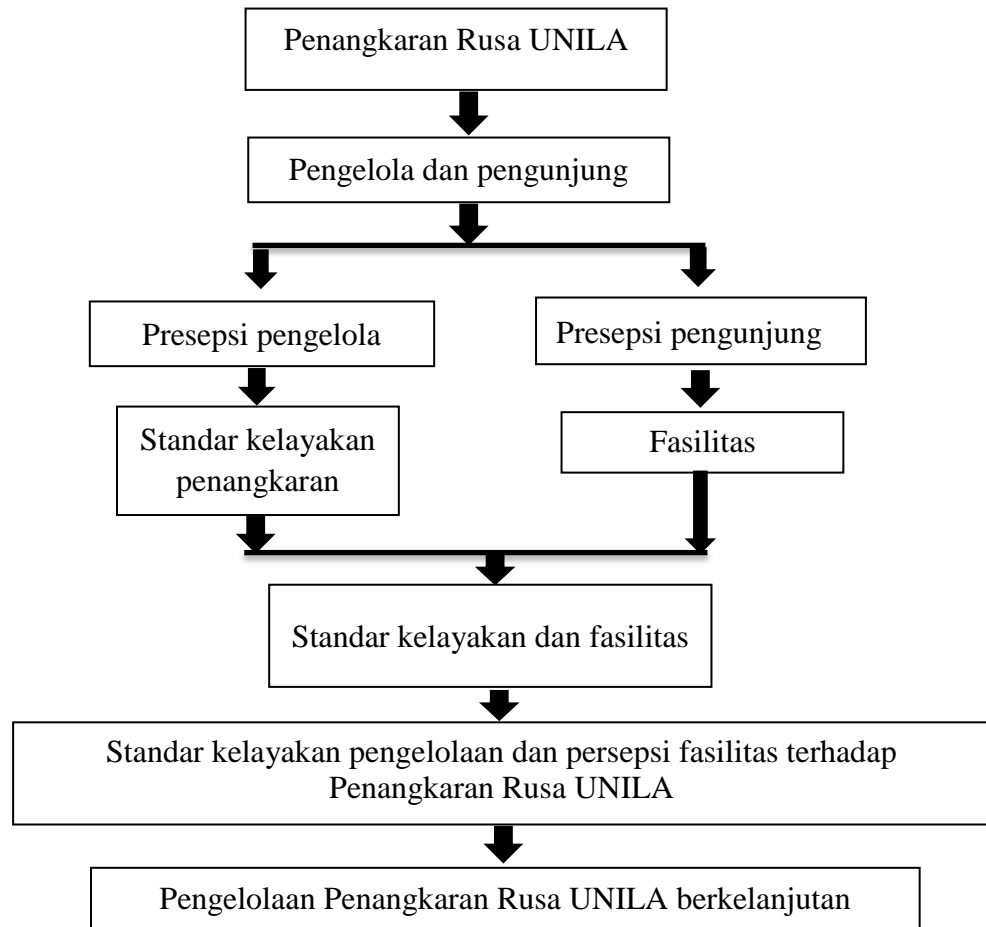 Penangkaran Rusa UNILA
Pengelola dan pengunjung
Presepsi pengelola
Presepsi pengunjung
Standar kelayakan
penangkaran
Fasilitas
Standar kelayakan dan fasilitas
Standar kelayakan pengelolaan dan persepsi fasilitas terhadap
Penangkaran Rusa UNILA
Pengelolaan Penangkaran Rusa UNILA berkelanjutan